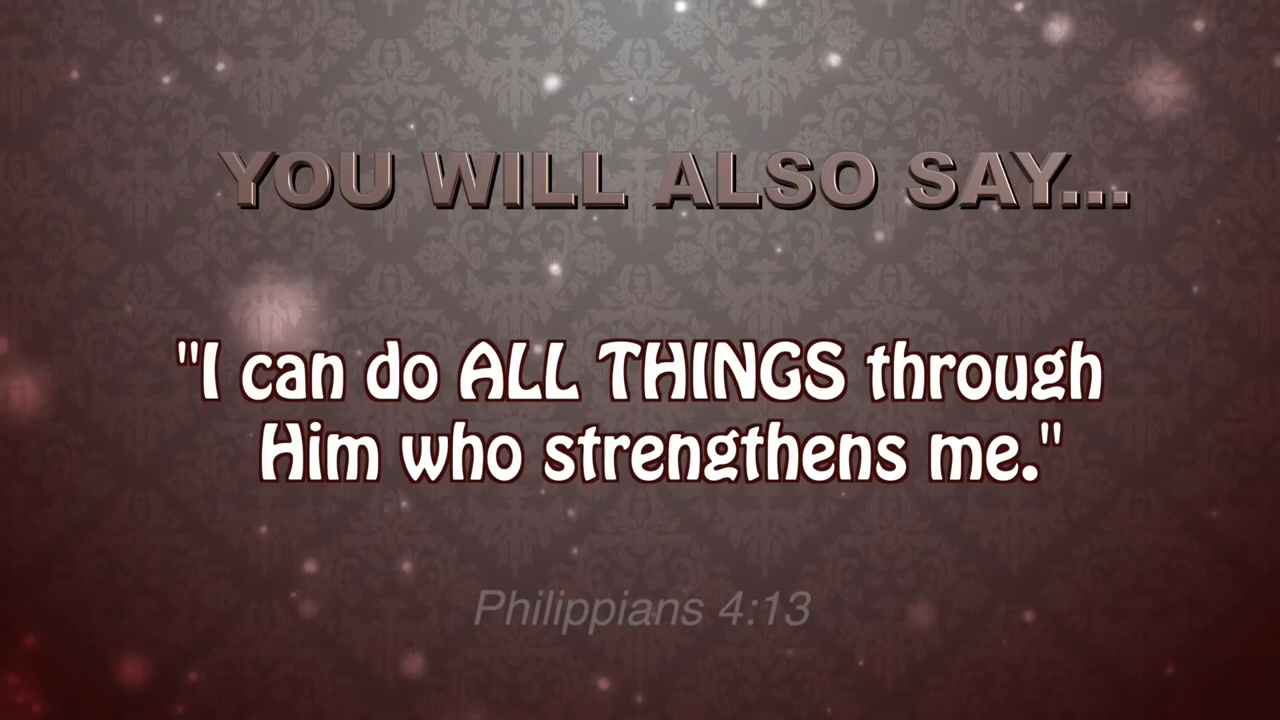 YOU WILL ALSO SAY...
"I can do ALL THINGS through
Him who strengthens me."
Philippians 4:13